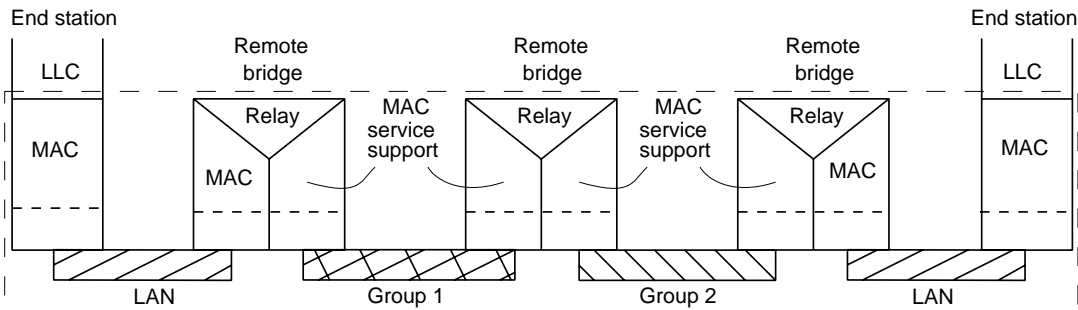 End station
End station
Remote
bridge
Remote
bridge
Remote
bridge
LLC
LLC
Relay
MAC
service
support
Relay
MAC
service
support
Relay
MAC
MAC
MAC
MAC
LAN
Group 1
Group 2
LAN